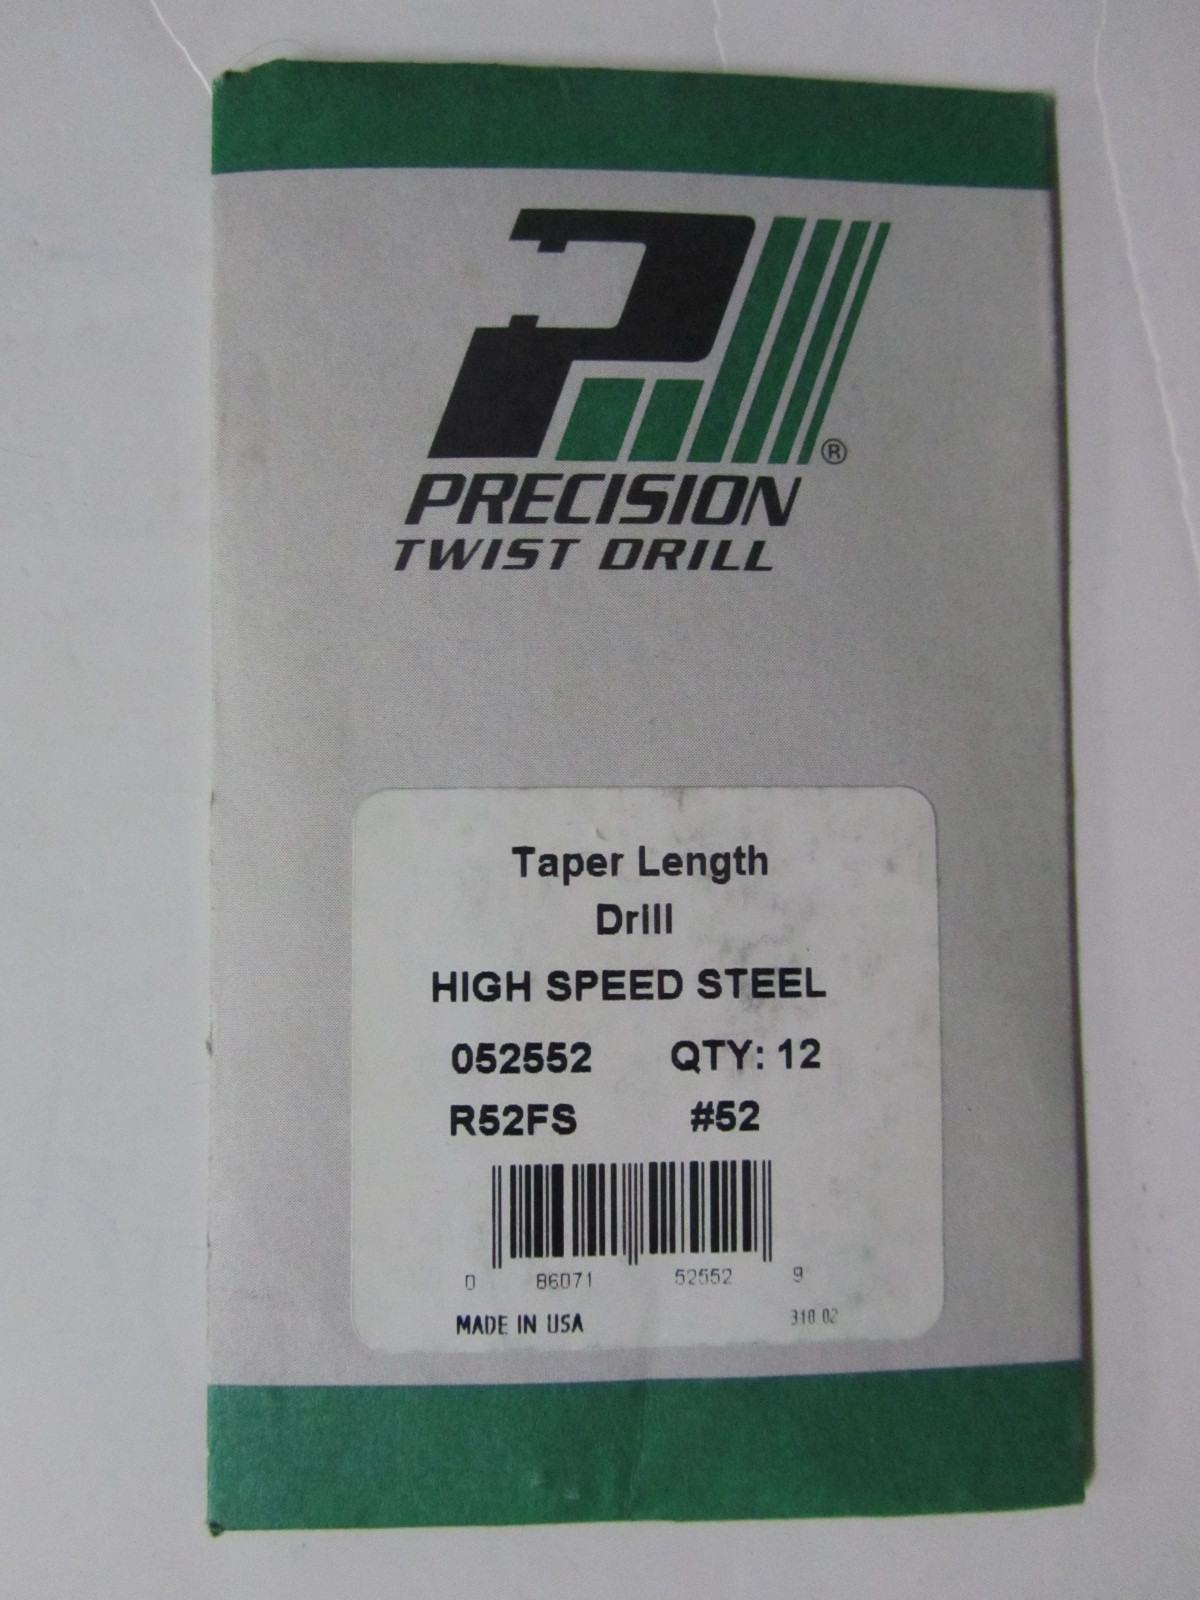 ®
PRECISION
TWIST DRILL
Taper Length
Drill
HIGH SPEED STEEL
052552 QTY: 12
R52FS #52
0 86071 52552 9
MADE IN USA 310 02